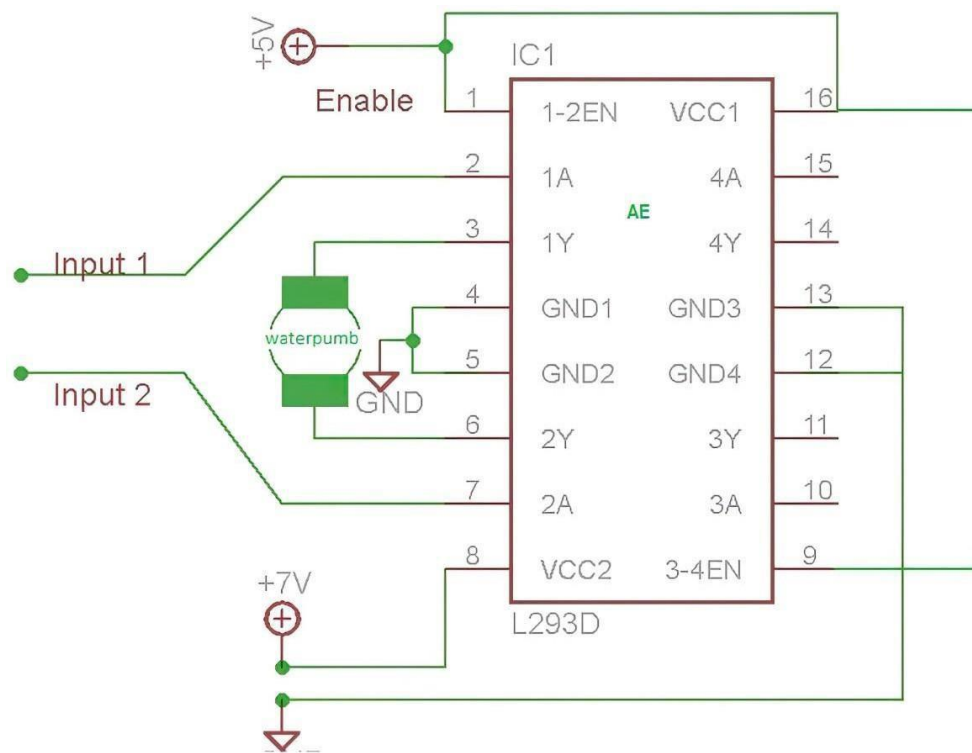 +5V
IC1
Enable
1
1-2EN
VCC1
16
2
1A
4A
15
AE
3
1Y
4Y
14
Input 1
4
GND1
GND3
13
waterpumb
5
GND2
GND4
12
Input 2
GND
6
2Y
3Y
11
7
2A
3A
10
8
VCC2
3-4EN
9
+7V
L293D